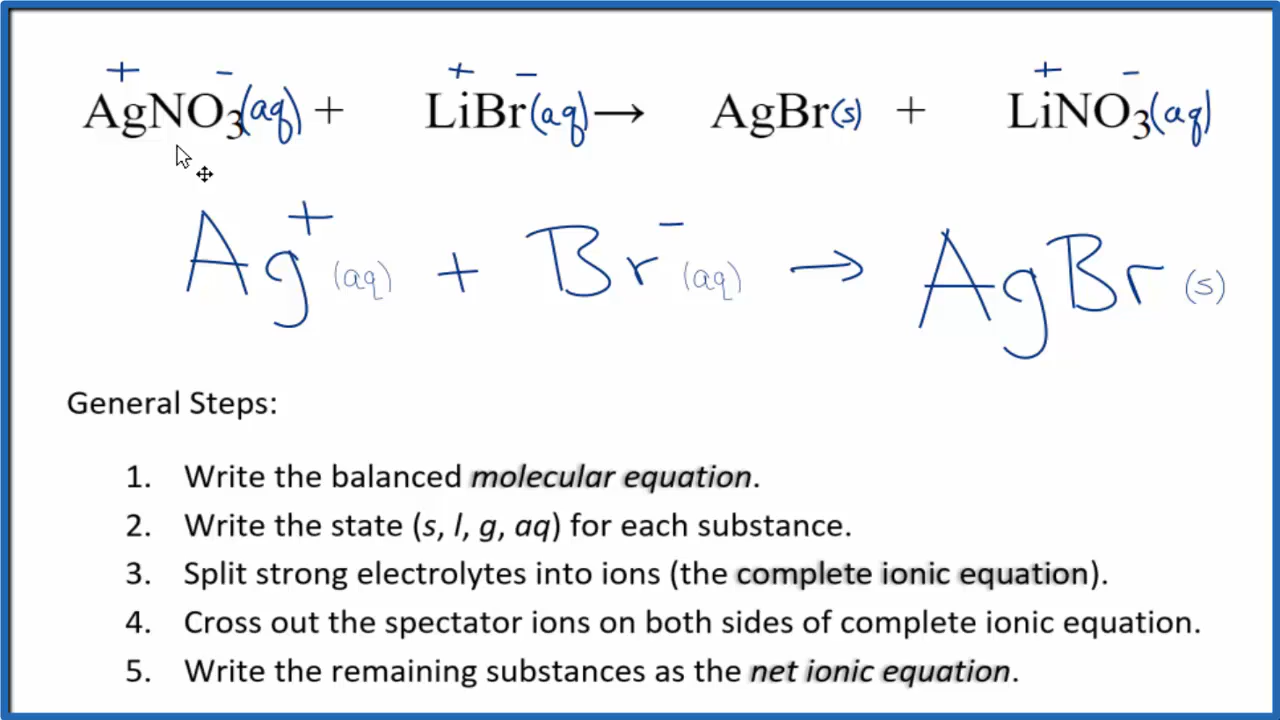 + - + - + -
AgNO₃(aq) + LiBr(aq) → AgBr(s) + LiNO₃(aq)
Ag⁺(aq) + Br⁻(aq) → AgBr(s)
General Steps:
1. Write the balanced molecular equation.
2. Write the state (s, l, g, aq) for each substance.
3. Split strong electrolytes into ions (the complete ionic equation).
4. Cross out the spectator ions on both sides of complete ionic equation.
5. Write the remaining substances as the net ionic equation.